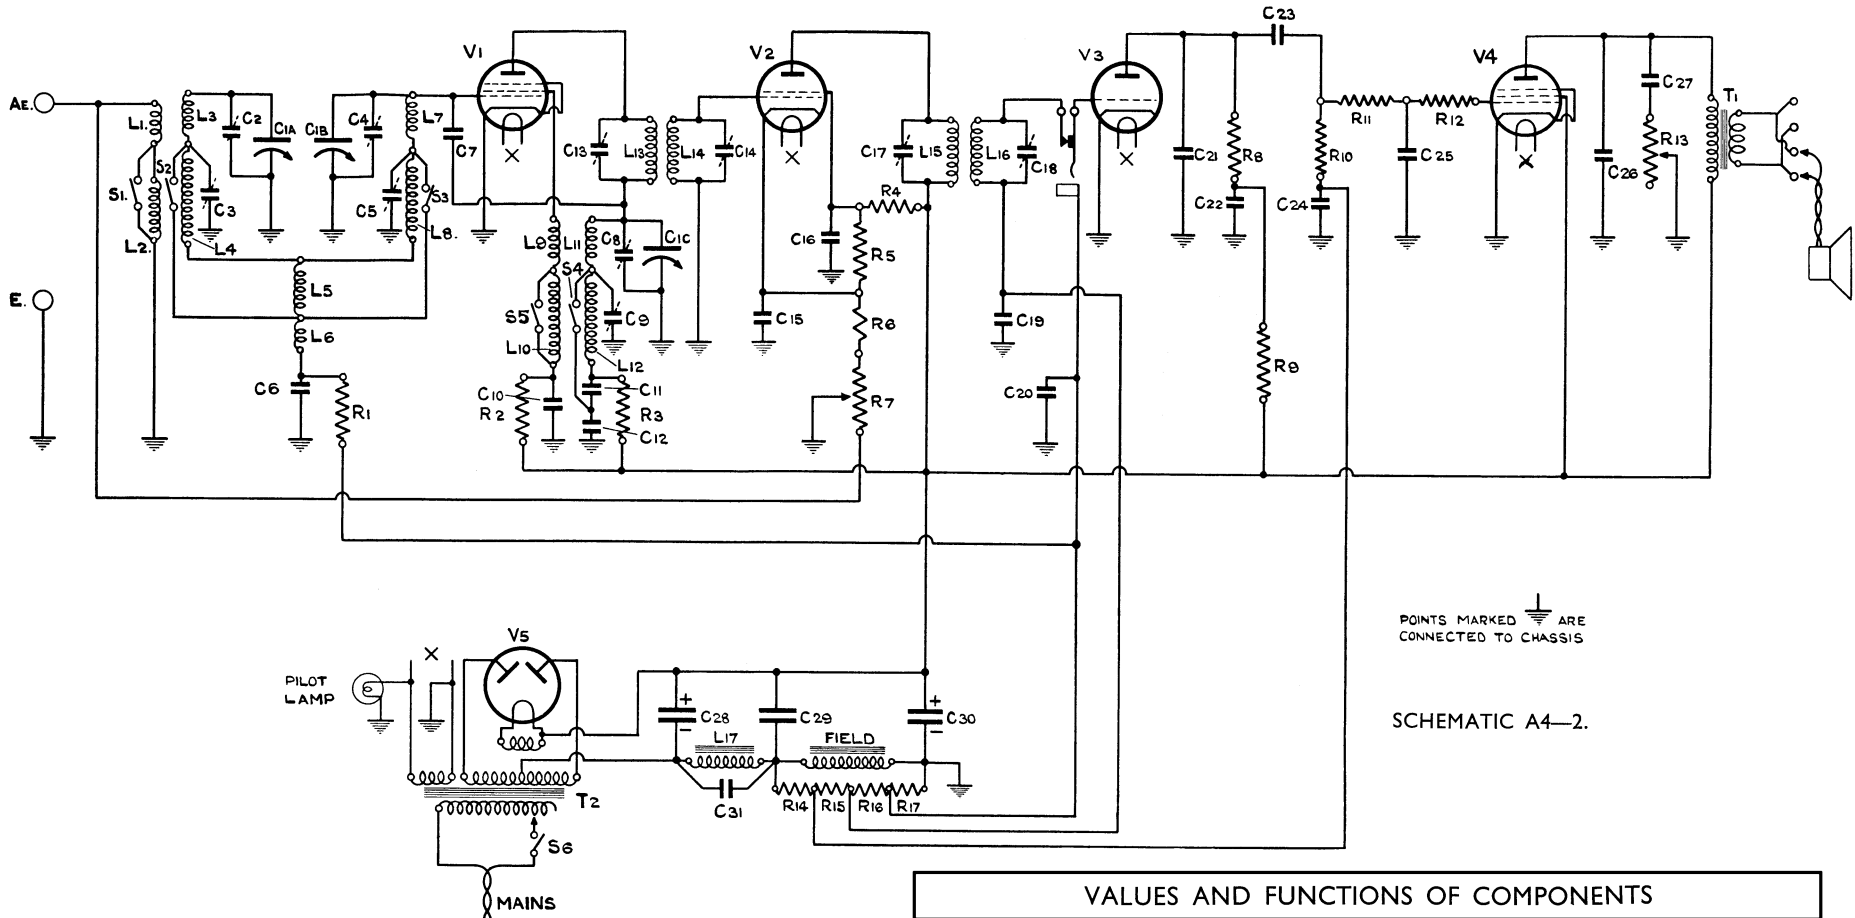 C23
V1
V2
V3
V4
AE.
L1.
L3
C2
C1A
C1B
C4
L7
C7
C13
L13
L14
C14
C17
L15
L16
C18
C21
R8
R10
R11
R12
C25
C26
C27
R13
T1
S1.
S2
C3
C5
S3
L2.
L4
L8.
R4
C22
C24
E.
L5
L6
L9
L11
C8
C1C
C16
R5
S4
S5
C9
C15
R6
C19
L10
L12
C6
R1
C10
R2
C11
R3
C12
R7
C20
R9
POINTS MARKED ARE
CONNECTED TO CHASSIS
V5
PILOT
LAMP
C28
C29
C30
SCHEMATIC A4—2.
L17
FIELD
T2
C31
R14
R15
R16
R17
S6
MAINS
VALUES AND FUNCTIONS OF COMPONENTS